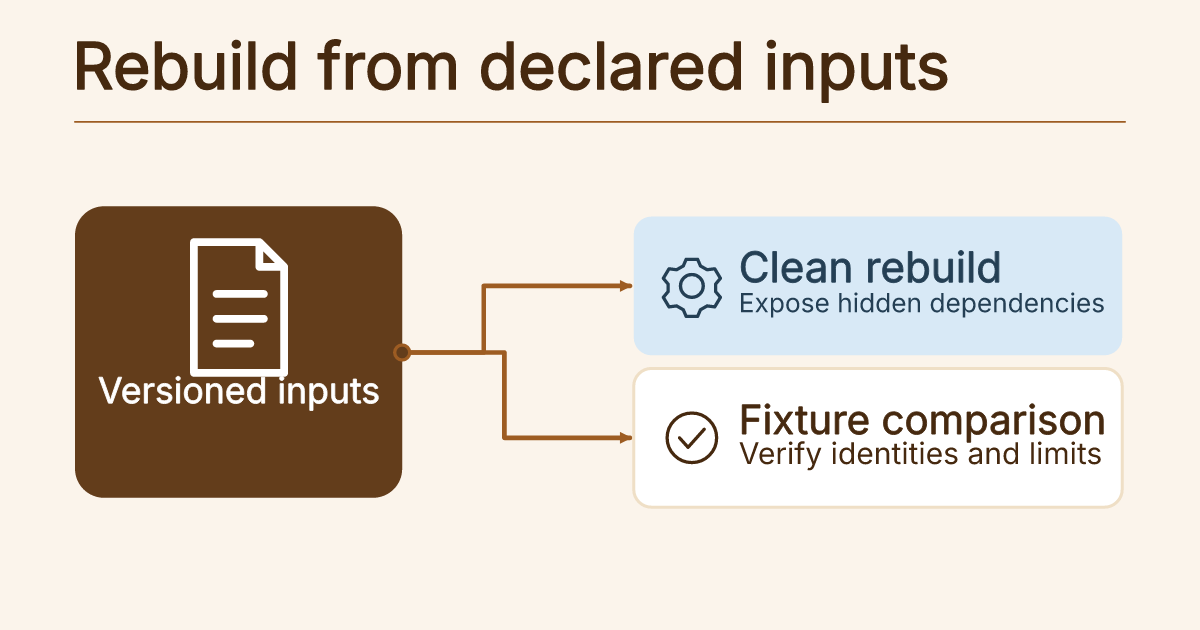 Rebuild from declared inputs
Versioned inputs
Clean rebuild
Expose hidden dependencies
Fixture comparison
Verify identities and limits